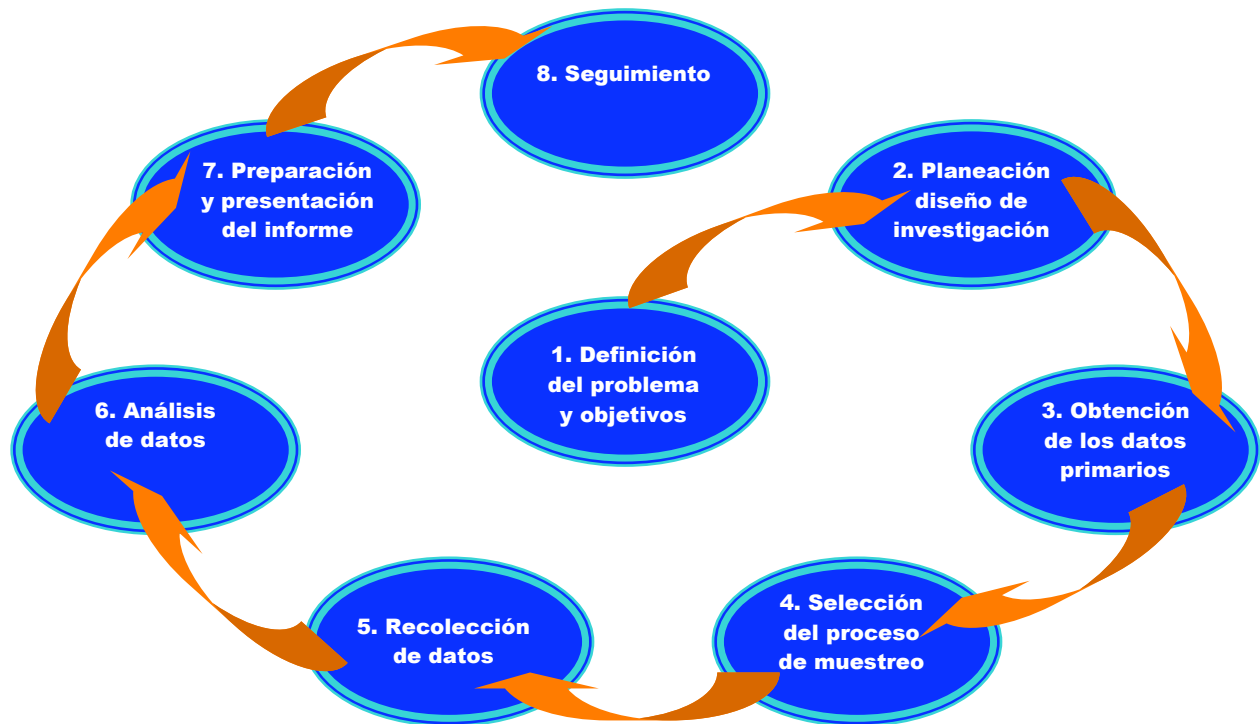 1. Definición
del problema
y objetivos
2. Planeación
diseño de
investigación
3. Obtención
de los datos
primarios
4. Selección
del proceso
de muestreo
5. Recolección
de datos
6. Análisis
de datos
7. Preparación
y presentación
del informe
8. Seguimiento